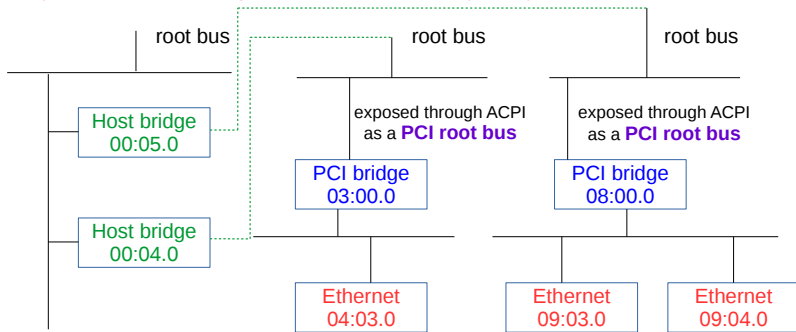 root bus
root bus
root bus
exposed through ACPI
as a PCI root bus
exposed through ACPI
as a PCI root bus
Host bridge
00:05.0
PCI bridge
03:00.0
PCI bridge
08:00.0
Host bridge
00:04.0
Ethernet
04:03.0
Ethernet
09:03.0
Ethernet
09:04.0